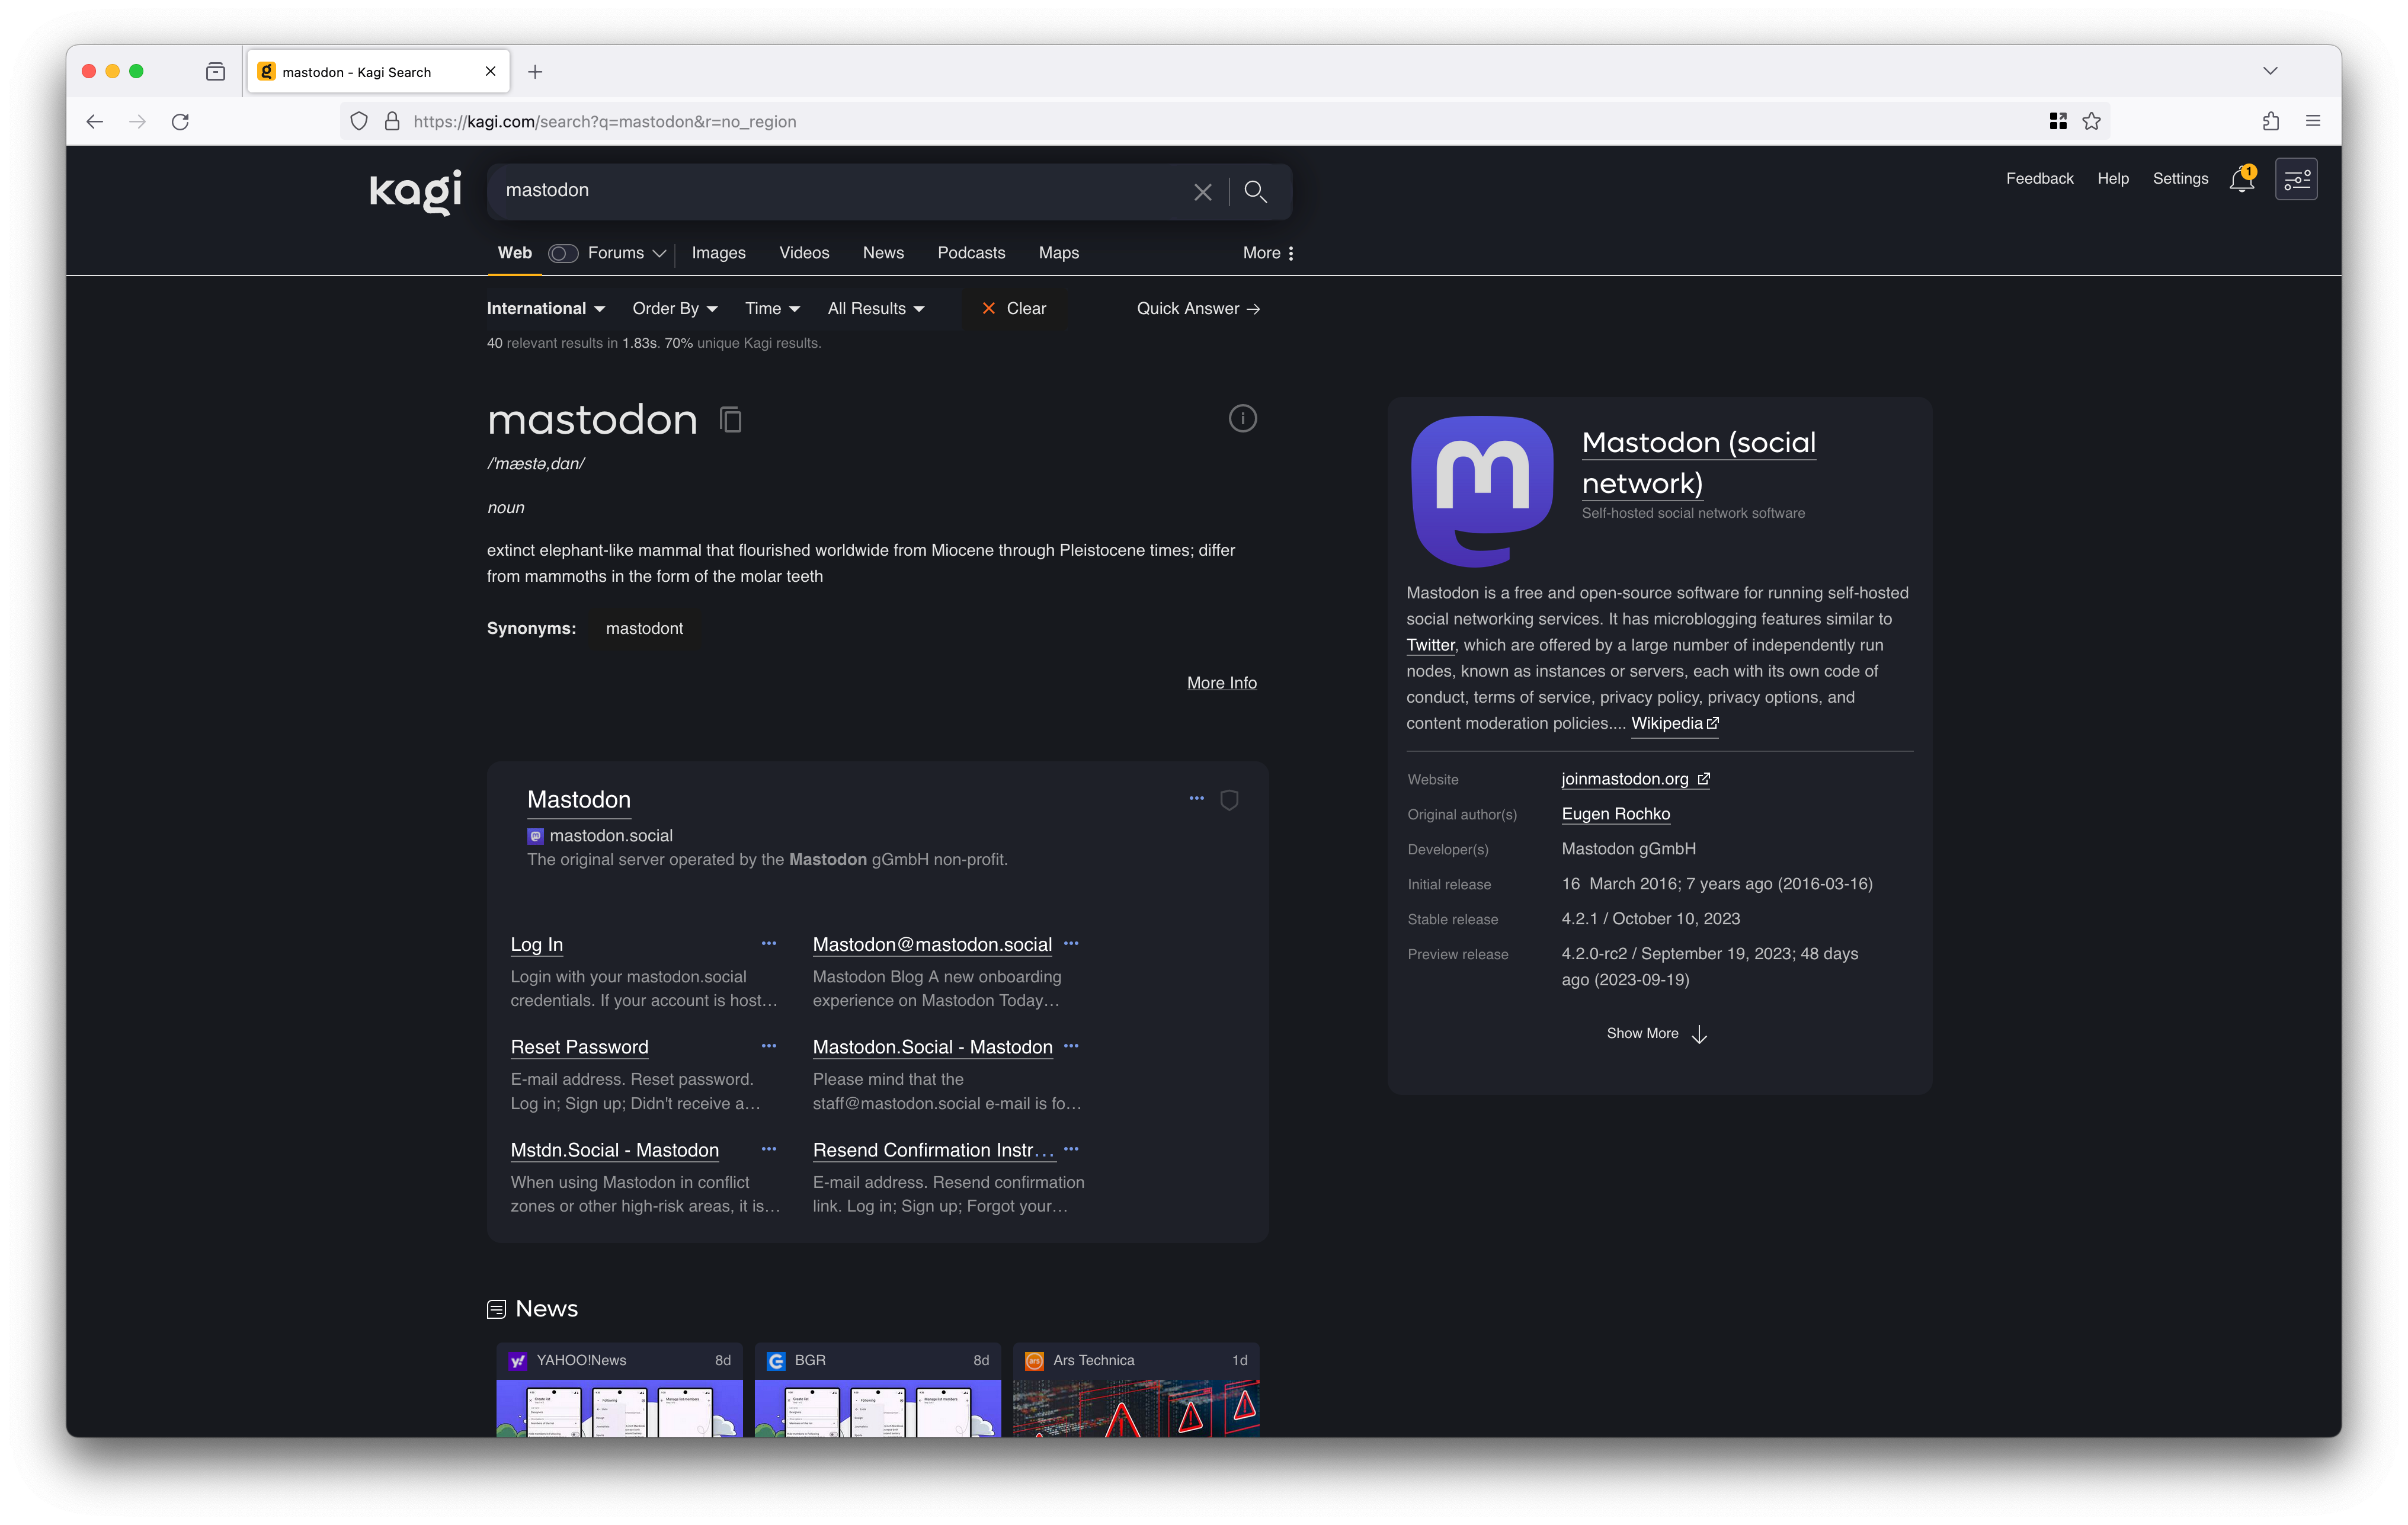 mastodon - Kagi Search
https://kagi.com/search?q=mastodon&r=no_region
kagi
mastodon
Feedback Help Settings 1
Web Forums Images Videos News Podcasts Maps More
International Order By Time All Results Clear Quick Answer
40 relevant results in 1.83s. 70% unique Kagi results.
mastodon
/ˈmæstə,dɑn/
noun
extinct elephant-like mammal that flourished worldwide from Miocene through Pleistocene times; differ
from mammoths in the form of the molar teeth
Synonyms: mastodont
More Info
Mastodon
mastodon.social
The original server operated by the Mastodon gGmbH non-profit.
Log In
Login with your mastodon.social
credentials. If your account is host…
Mastodon@mastodon.social
Mastodon Blog A new onboarding
experience on Mastodon Today…
Reset Password
E-mail address. Reset password.
Log in; Sign up; Didn't receive a…
Mastodon.Social - Mastodon
Please mind that the
staff@mastodon.social e-mail is fo…
Mstdn.Social - Mastodon
When using Mastodon in conflict
zones or other high-risk areas, it is…
Resend Confirmation Instr…
E-mail address. Resend confirmation
link. Log in; Sign up; Forgot your…
News
YAHOO!News 8d
BGR 8d
Ars Technica 1d
Mastodon (social
network)
Self-hosted social network software
Mastodon is a free and open-source software for running self-hosted
social networking services. It has microblogging features similar to
Twitter, which are offered by a large number of independently run
nodes, known as instances or servers, each with its own code of
conduct, terms of service, privacy policy, privacy options, and
content moderation policies.... Wikipedia
Website joinmastodon.org
Original author(s) Eugen Rochko
Developer(s) Mastodon gGmbH
Initial release 16 March 2016; 7 years ago (2016-03-16)
Stable release 4.2.1 / October 10, 2023
Preview release 4.2.0-rc2 / September 19, 2023; 48 days
ago (2023-09-19)
Show More